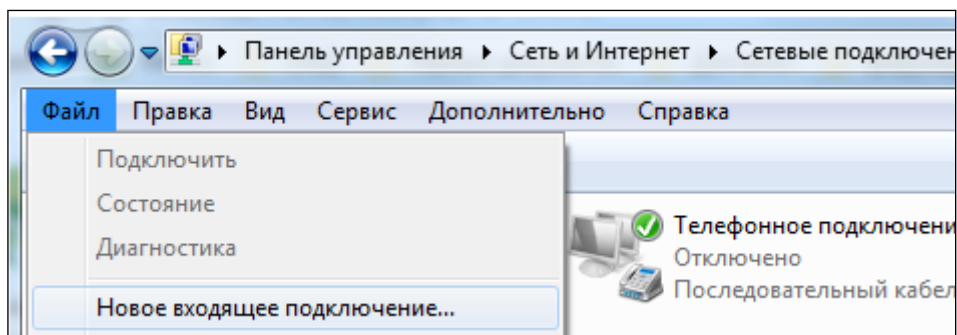 Панель управления ▸ Сеть и Интернет ▸ Сетевые подключен
Файл Правка Вид Сервис Дополнительно Справка
Подключить
Состояние
Диагностика
Новое входящее подключение...
Телефонное подключени
Отключено
Последовательный кабел